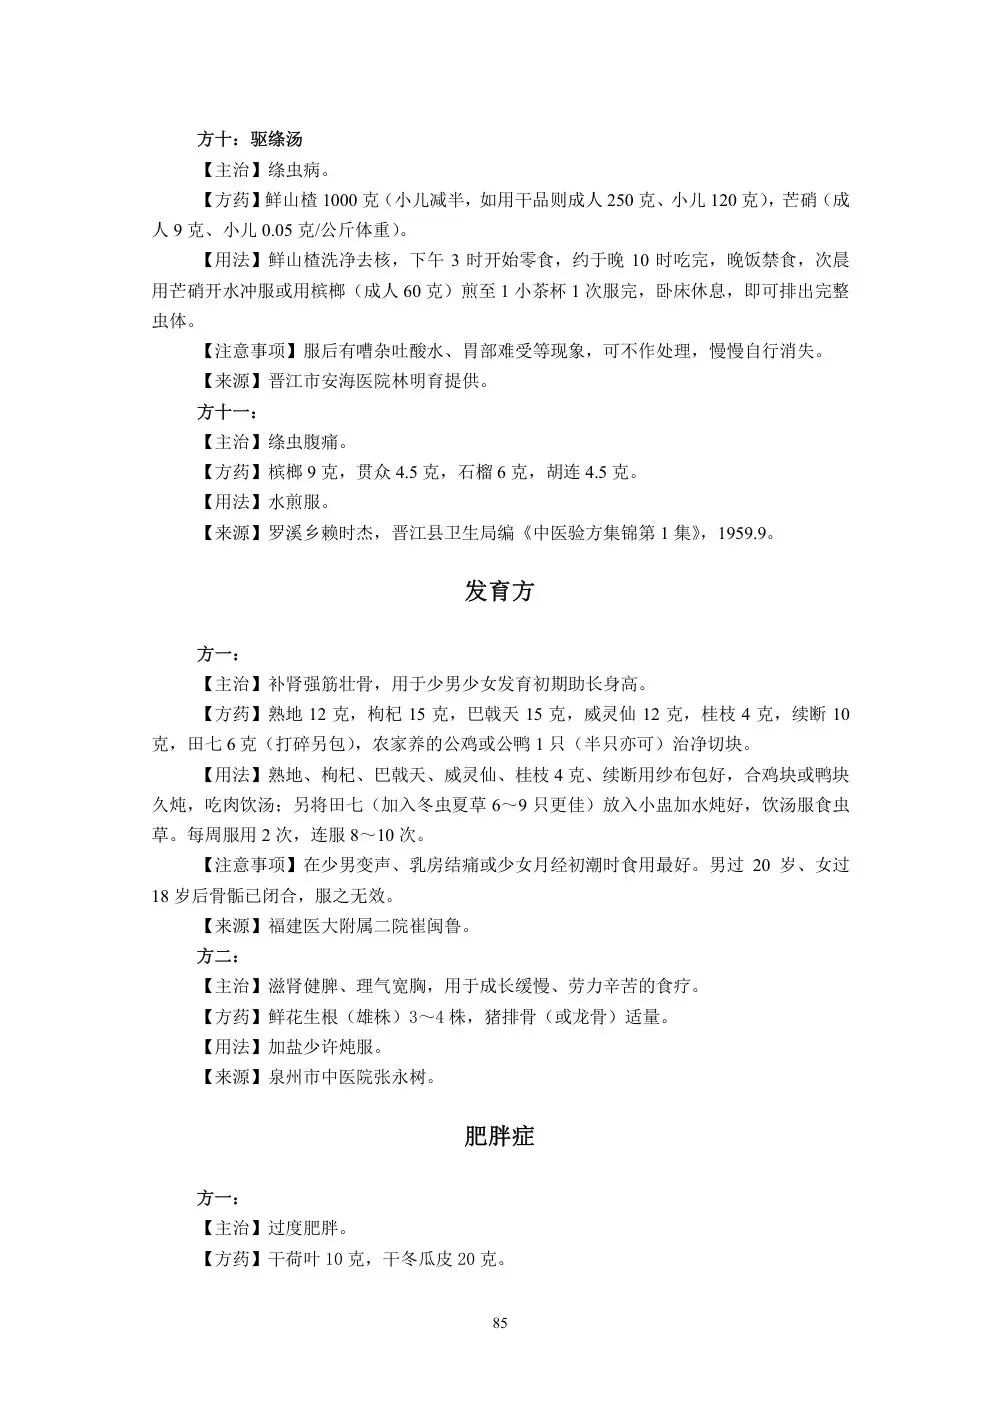 方十：驱绦汤
【主治】绦虫病。
【方药】鲜山楂 1000 克（小儿减半，如用干品则成人 250 克、小儿 120 克），芒硝（成
人 9 克、小儿 0.05 克/公斤体重）。
【用法】鲜山楂洗净去核，下午 3 时开始零食，约于晚 10 时吃完，晚饭禁食，次晨
用芒硝开水冲服或用槟榔（成人 60 克）煎至 1 小茶杯 1 次服完，卧床休息，即可排出完整
虫体。
【注意事项】服后有嘈杂吐酸水、胃部难受等现象，可不作处理，慢慢自行消失。
【来源】晋江市安海医院林明育提供。
方十一：
【主治】绦虫腹痛。
【方药】槟榔 9 克，贯众 4.5 克，石榴 6 克，胡连 4.5 克。
【用法】水煎服。
【来源】罗溪乡赖时杰，晋江县卫生局编《中医验方集锦第 1 集》，1959.9。
发育方
方一：
【主治】补肾强筋壮骨，用于少男少女发育初期助长身高。
【方药】熟地 12 克，枸杞 15 克，巴戟天 15 克，威灵仙 12 克，桂枝 4 克，续断 10
克，田七 6 克（打碎另包），农家养的公鸡或公鸭 1 只（半只亦可）治净切块。
【用法】熟地、枸杞、巴戟天、威灵仙、桂枝 4 克、续断用纱布包好，合鸡块或鸭块
久炖，吃肉饮汤；另将田七（加入冬虫夏草 6～9 只更佳）放入小盅加水炖好，饮汤服食虫
草。每周服用 2 次，连服 8～10 次。
【注意事项】在少男变声、乳房结痛或少女月经初潮时食用最好。男过 20 岁、女过
18 岁后骨骺已闭合，服之无效。
【来源】福建医大附属二院崔闽鲁。
方二：
【主治】滋肾健脾、理气宽胸，用于成长缓慢、劳力辛苦的食疗。
【方药】鲜花生根（雄株）3～4 株，猪排骨（或龙骨）适量。
【用法】加盐少许炖服。
【来源】泉州市中医院张永树。
肥胖症
方一：
【主治】过度肥胖。
【方药】干荷叶 10 克，干冬瓜皮 20 克。
85